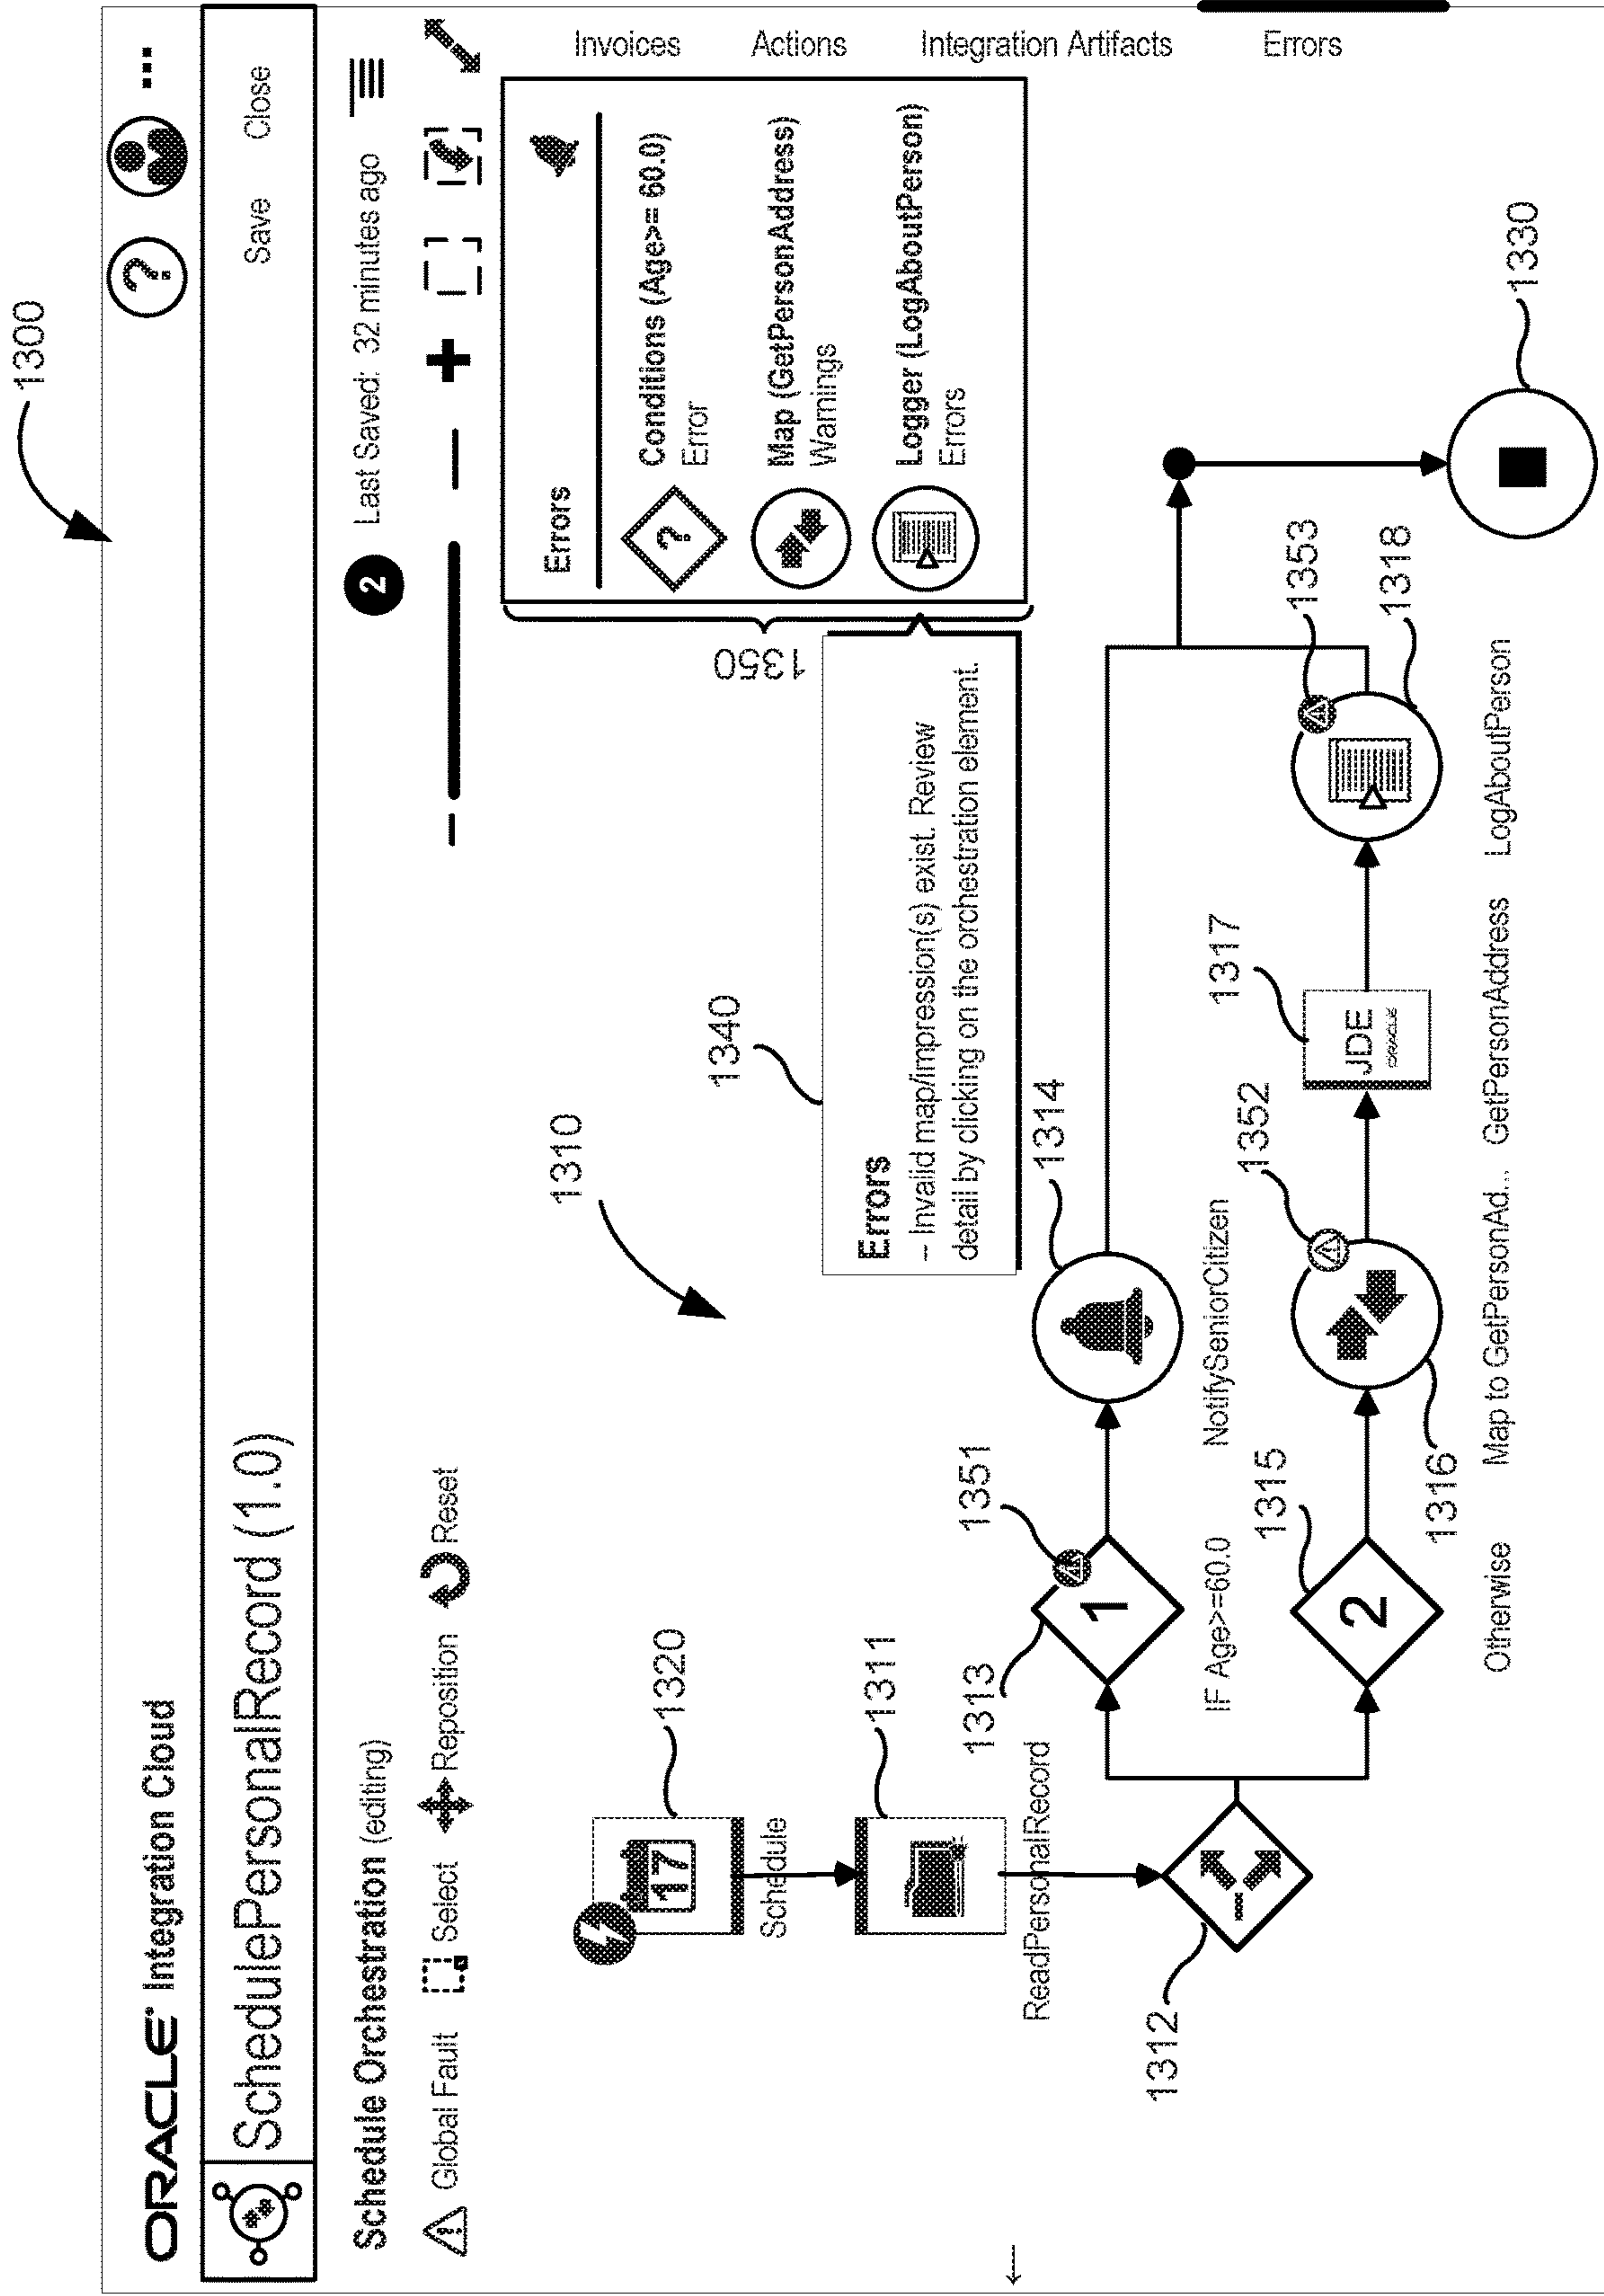 1300
ORACLE® Integration Cloud
?
...
SchedulePersonalRecord (1.0)
Save
Close
Schedule Orchestration (editing)
2
Last Saved: 32 minutes ago
Global Fault
Select
Reposition
Reset
Invoices
Actions
Integration Artifacts
Errors
Errors
?
Conditions (Age>= 60.0)
Error
Map (GetPersonAddress)
Warnings
Logger (LogAboutPerson)
Errors
1350
1340
Errors
– Invalid map/impression(s) exist. Review
detail by clicking on the orchestration element.
1310
1320
17
Schedule
1311
ReadPersonalRecord
1312
1313
1
1351
IF Age>=60.0
1314
NotifySeniorCitizen
1315
2
Otherwise
1316
1352
Map to GetPersonAd...
1317
JDE
ORACLE
GetPersonAddress
1353
1318
LogAboutPerson
1330